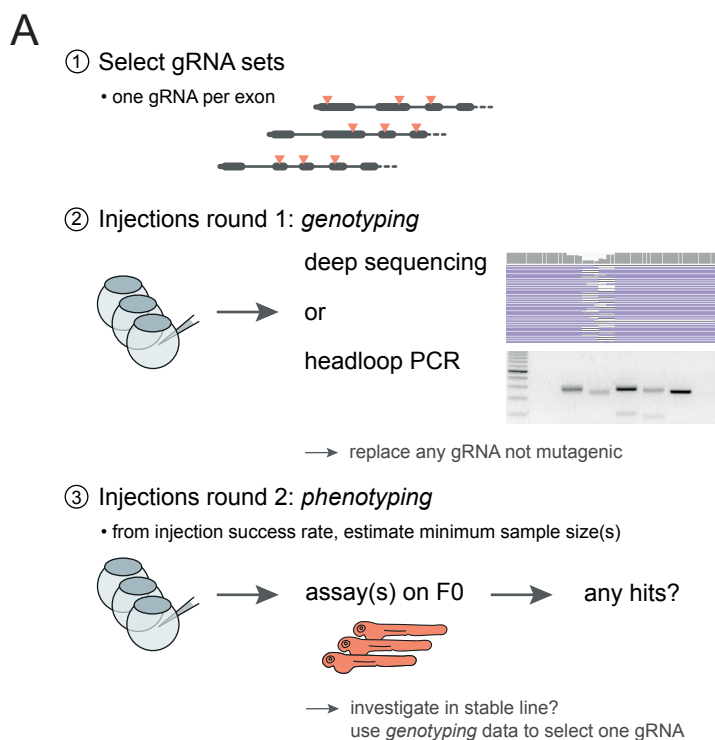 A
① Select gRNA sets
• one gRNA per exon
② Injections round 1: genotyping
deep sequencing
or
headloop PCR
replace any gRNA not mutagenic
③ Injections round 2: phenotyping
• from injection success rate, estimate minimum sample size(s)
assay(s) on F0
any hits?
investigate in stable line?
use genotyping data to select one gRNA